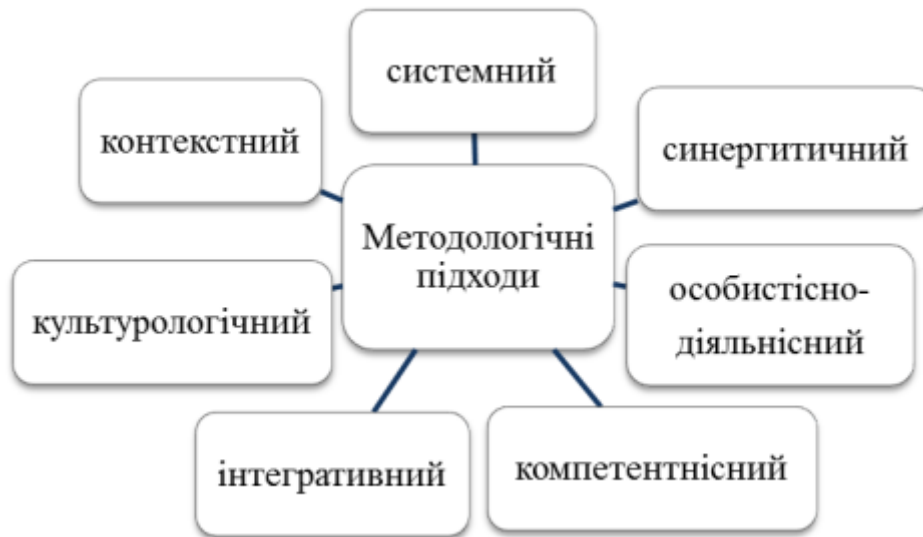 системний
контекстний
синергитичний
Методологічні
підходи
культурологічний
особистісно-
діяльнісний
інтегративний
компетентнісний